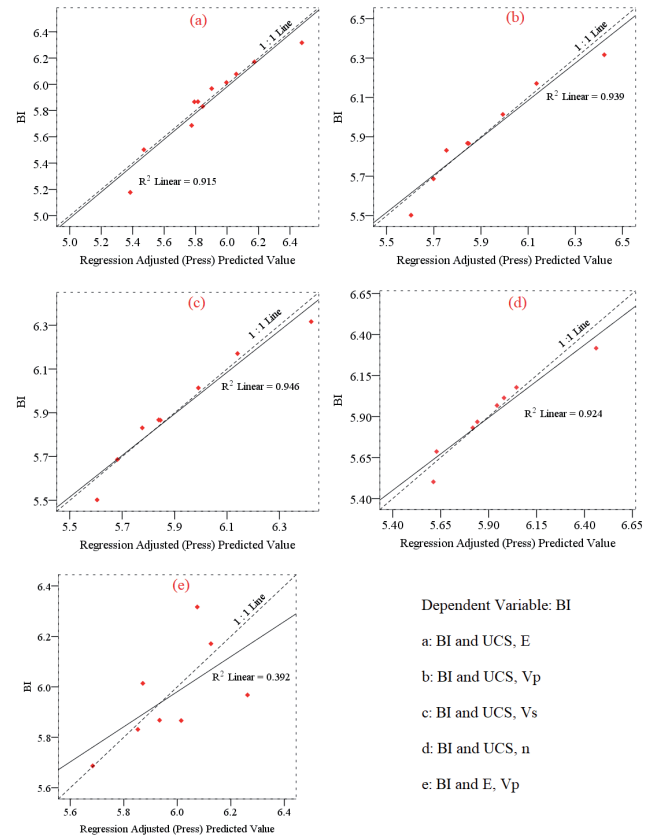 (a)
6.4
6.2
6.0
5.8
5.6
5.4
5.2
5.0
BI
1 : 1 Line
R² Linear = 0.915
5.0 5.2 5.4 5.6 5.8 6.0 6.2 6.4
Regression Adjusted (Press) Predicted Value
(b)
6.5
6.3
6.1
5.9
5.7
5.5
BI
1 : 1 Line
R² Linear = 0.939
5.5 5.7 5.9 6.1 6.3 6.5
Regression Adjusted (Press) Predicted Value
(c)
6.3
6.1
5.9
5.7
5.5
BI
1 : 1 Line
R² Linear = 0.946
5.5 5.7 5.9 6.1 6.3
Regression Adjusted (Press) Predicted Value
(d)
6.65
6.40
6.15
5.90
5.65
5.40
BI
1 :1 Line
R² Linear = 0.924
5.40 5.65 5.90 6.15 6.40 6.65
Regression Adjusted (Press) Predicted Value
(e)
6.4
6.2
6.0
5.8
5.6
BI
1 : 1 Line
R² Linear = 0.392
5.6 5.8 6.0 6.2 6.4
Regression Adjusted (Press) Predicted Value
Dependent Variable: BI
a: BI and UCS, E
b: BI and UCS, Vp
c: BI and UCS, Vs
d: BI and UCS, n
e: BI and E, Vp